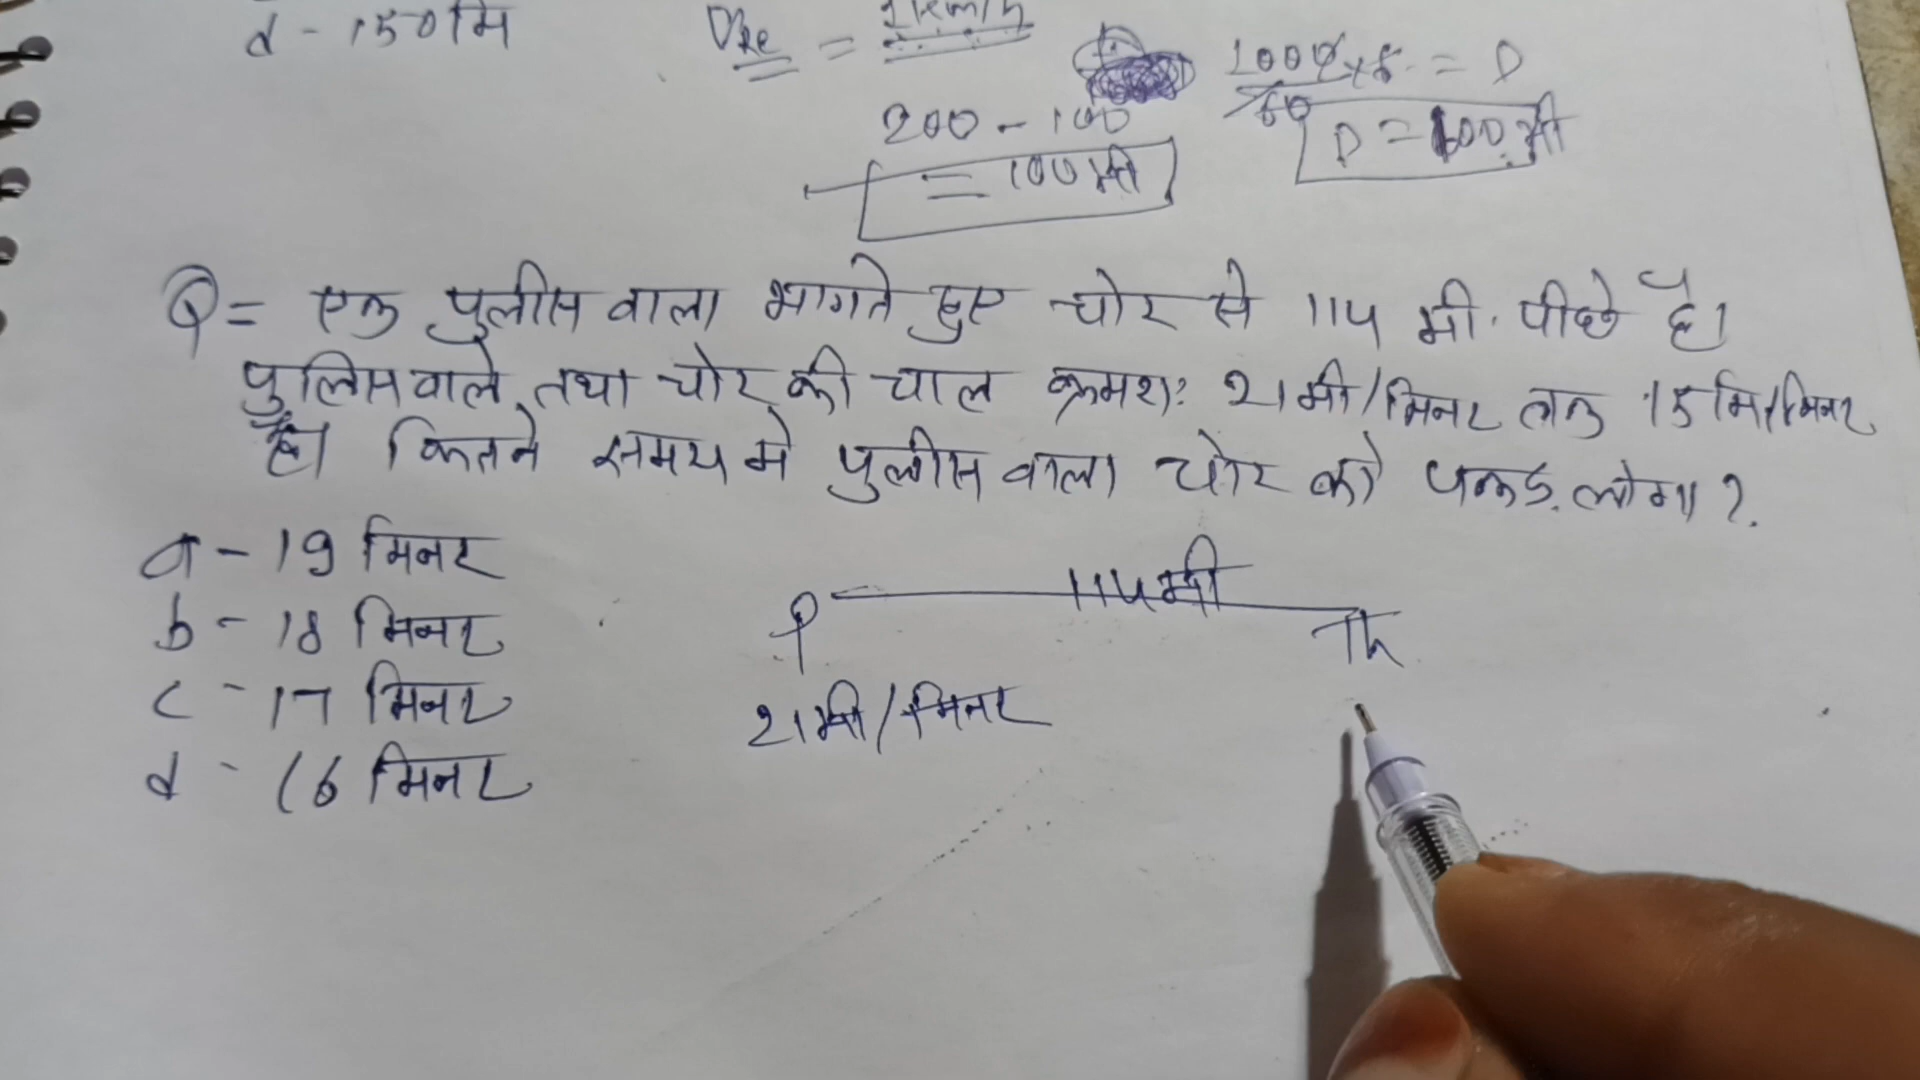 d - 150 मि
= 1km/h
200 - 100
= 100 मी
= D
D = 100 मी
Q = एक पुलीस वाला भागते हुए चोर से 114 मी. पीछे है।
पुलिस वाले तथा चोर की चाल क्रमशः 21 मी/मिनट तक 15 मि/मिनट
है। कितने समय मे पुलीस वाला चोर को पकड़ लेगा ?.
a - 19 मिनट
b - 18 मिनट
c - 17 मिनट
d - 16 मिनट
114 मी
P Th
21 मी/मिनट